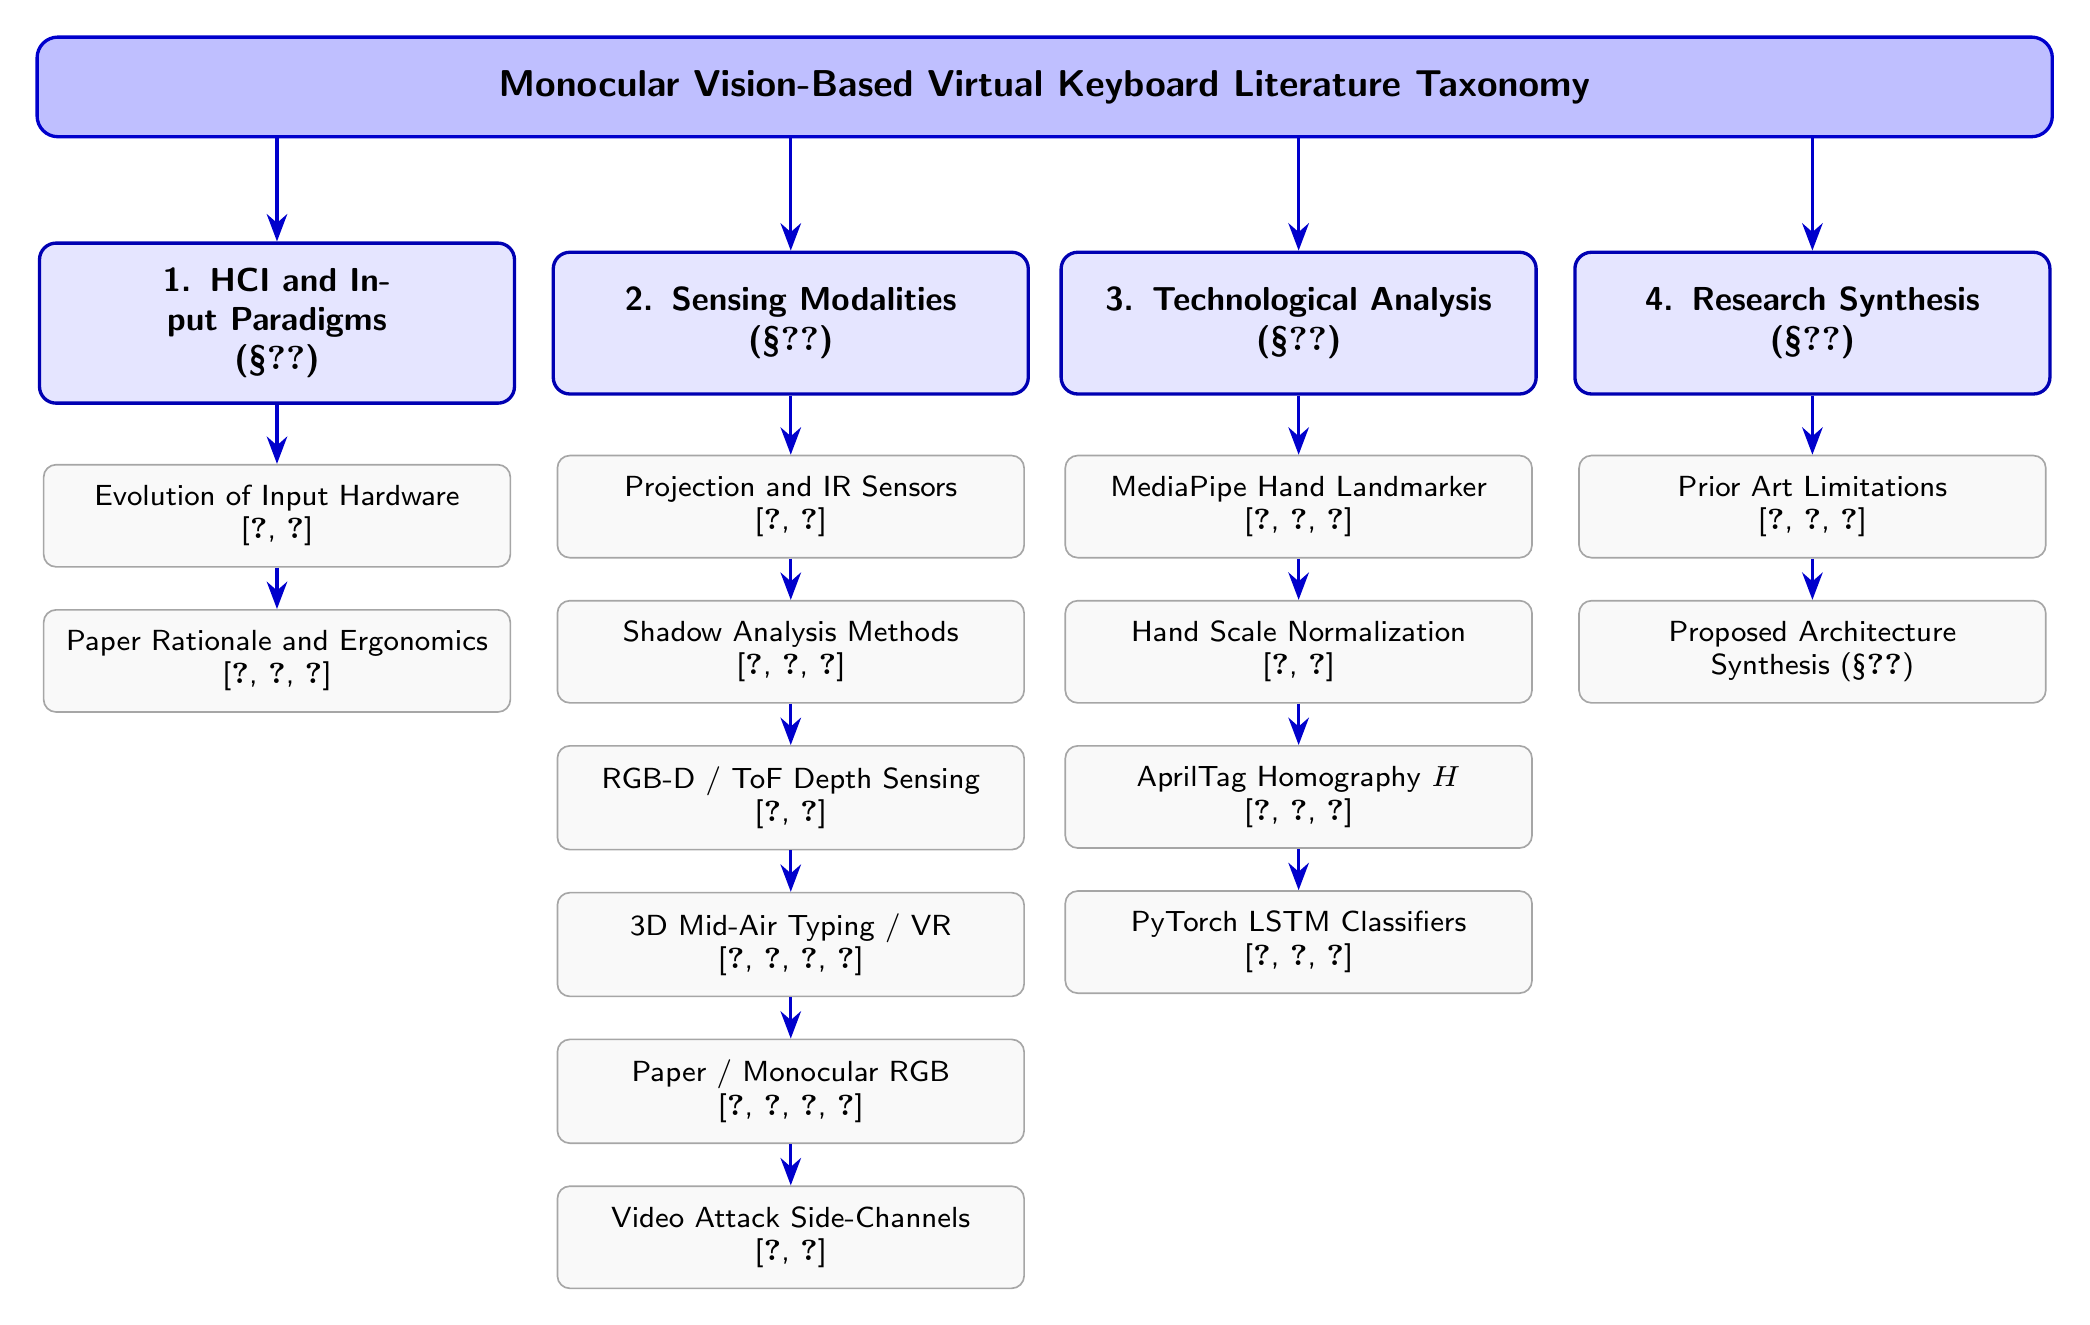 Monocular Vision-Based Virtual Keyboard Literature Taxonomy
1. HCI and In-
put Paradigms
(§??)
Evolution of Input Hardware
[?, ?]
Paper Rationale and Ergonomics
[?, ?, ?]
2. Sensing Modalities
(§??)
Projection and IR Sensors
[?, ?]
Shadow Analysis Methods
[?, ?, ?]
RGB-D / ToF Depth Sensing
[?, ?]
3D Mid-Air Typing / VR
[?, ?, ?, ?]
Paper / Monocular RGB
[?, ?, ?, ?]
Video Attack Side-Channels
[?, ?]
3. Technological Analysis
(§??)
MediaPipe Hand Landmarker
[?, ?, ?]
Hand Scale Normalization
[?, ?]
AprilTag Homography H
[?, ?, ?]
PyTorch LSTM Classifiers
[?, ?, ?]
4. Research Synthesis
(§??)
Prior Art Limitations
[?, ?, ?]
Proposed Architecture
Synthesis (§??)